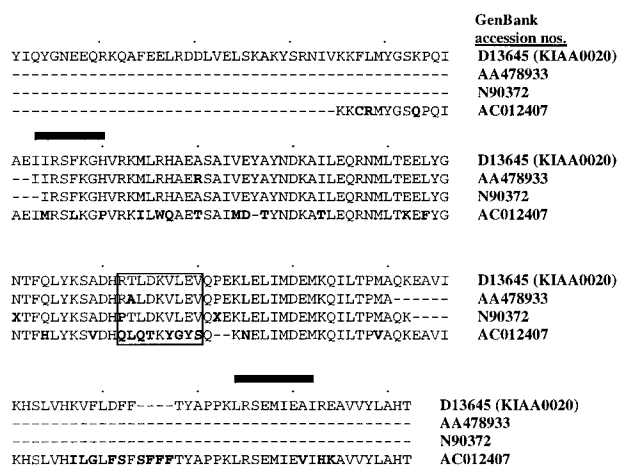 GenBank
accession nos.
YIQYGNEEQRKQAFEELRDDLVELSKAKYSRNIVKKFLMYGSKPQI D13645 (KIAA0020)
---------------------------------------------- AA478933
---------------------------------------------- N90372
----------------------------------KKCRMYGSQPQI AC012407
AEIIRSFKGHVRKMLRHAEASAIVEYAYNDKAILEQRNMLTEELYG D13645 (KIAA0020)
--IIRSFKGHVRKMLRHAERSAIVEYAYNDKAILEQRNMLTEELYG AA478933
---IRSFKGHVRKMLRHAEASAIVEYAYNDKAILEQRNMLTEELYG N90372
AEIMRSLKGPVRKILWQAETSAIMD-TYNDKATLEQRNMLTKEFYG AC012407
NTFQLYKSADHRTLDKVLEVQPEKLELIMDEMKQILTPMAQKEAVI D13645 (KIAA0020)
NTFQLYKSADHRALDKVLEVQPEKLELIMDEMKQILTPMA------ AA478933
XTFQLYKSADHPTLDKVLEVQXEKLELIMDEMKQILTPMAQK---- N90372
NTFHLYKSVDHQLQTKYGYSQ--KNELIMDEMKQILTPVAQKEAVI AC012407
KHSLVHKVFLDFF----TYAPPKLRSEMIEAIREAVVYLAHT D13645 (KIAA0020)
------------------------------------------ AA478933
------------------------------------------ N90372
KHSLVHILGLFSFSFFFTYAPPKLRSEMIEVIHKAVVYLAHT AC012407